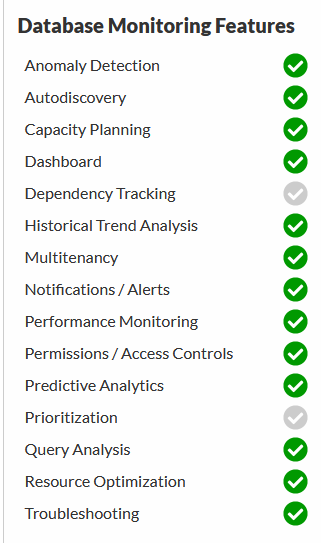 Database Monitoring Features
Anomaly Detection
Autodiscovery
Capacity Planning
Dashboard
Dependency Tracking
Historical Trend Analysis
Multitenancy
Notifications / Alerts
Performance Monitoring
Permissions / Access Controls
Predictive Analytics
Prioritization
Query Analysis
Resource Optimization
Troubleshooting